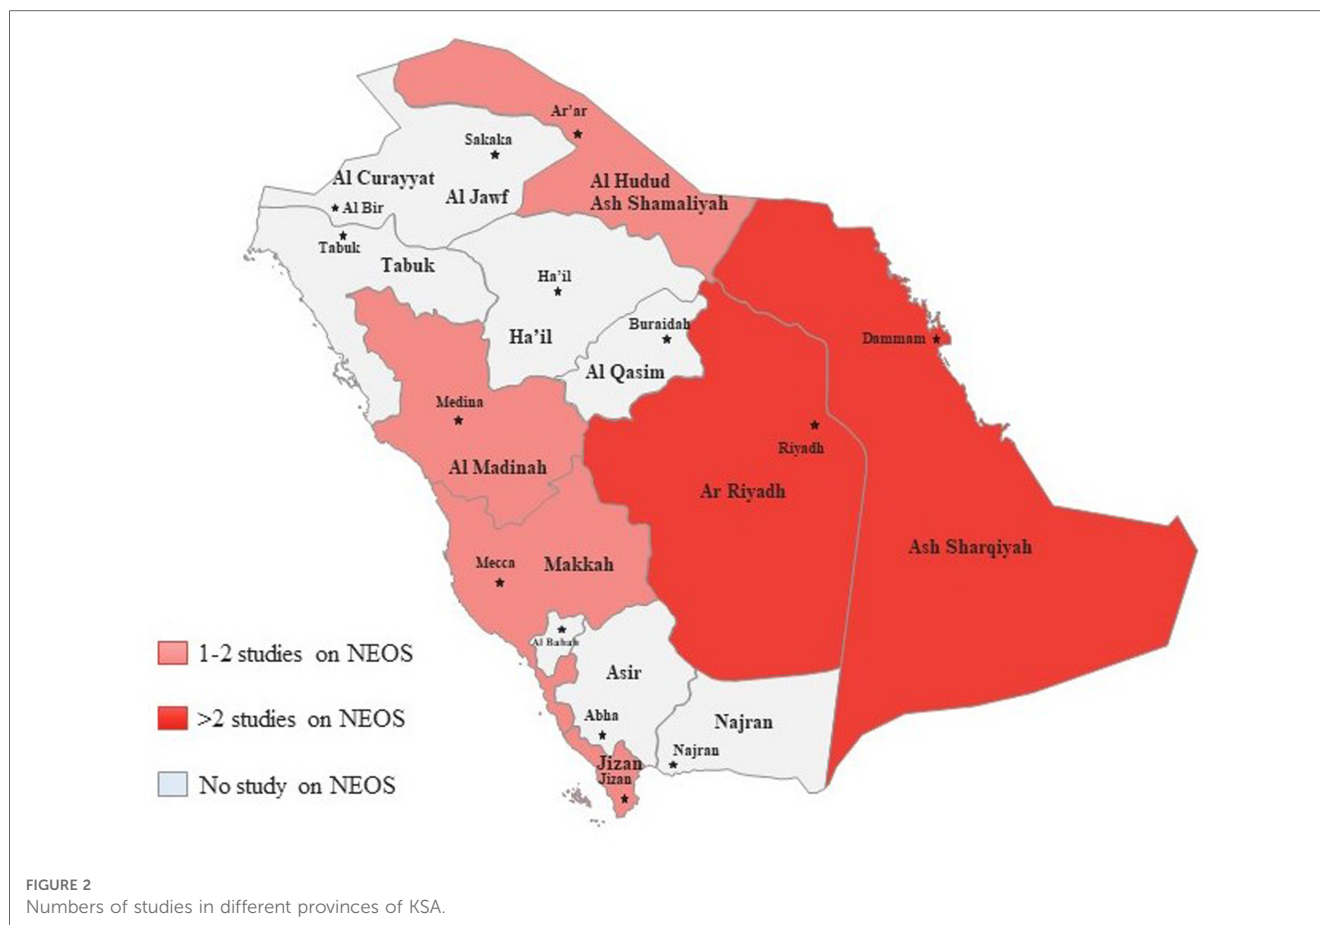 Ar'ar
Sakaka
Al Curayyat
Al Hudud
Ash Shamaliyah
Al Jawf
Al Bir
Tabuk
Tabuk
Ha'il
Ha'il
Buraidah
Al Qasim
Dammam
Medina
Al Madinah
Riyadh
Ar Riyadh
Ash Sharqiyah
Mecca
Makkah
Al Bahah
Asir
Abha
Najran
Najran
Jizan
Jizan
1-2 studies on NEOS
>2 studies on NEOS
No study on NEOS
FIGURE 2
Numbers of studies in different provinces of KSA.